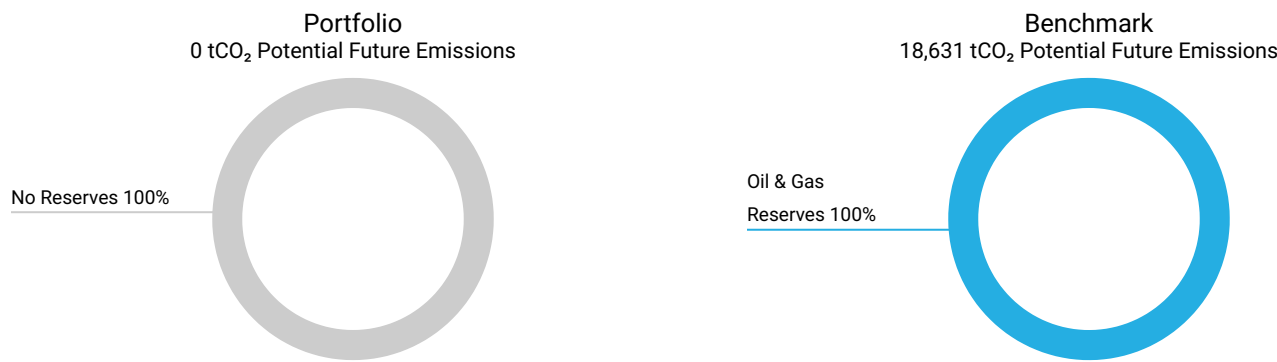 Portfolio
0 tCO₂ Potential Future Emissions
No Reserves 100%
Benchmark
18,631 tCO₂ Potential Future Emissions
Oil & Gas
Reserves 100%